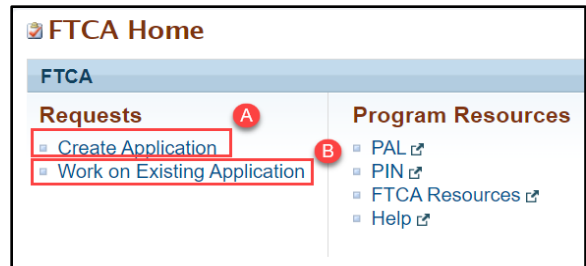 FTCA Home
FTCA
Requests
A
Create Application
B
Work on Existing Application
Program Resources
PAL
PIN
FTCA Resources
Help